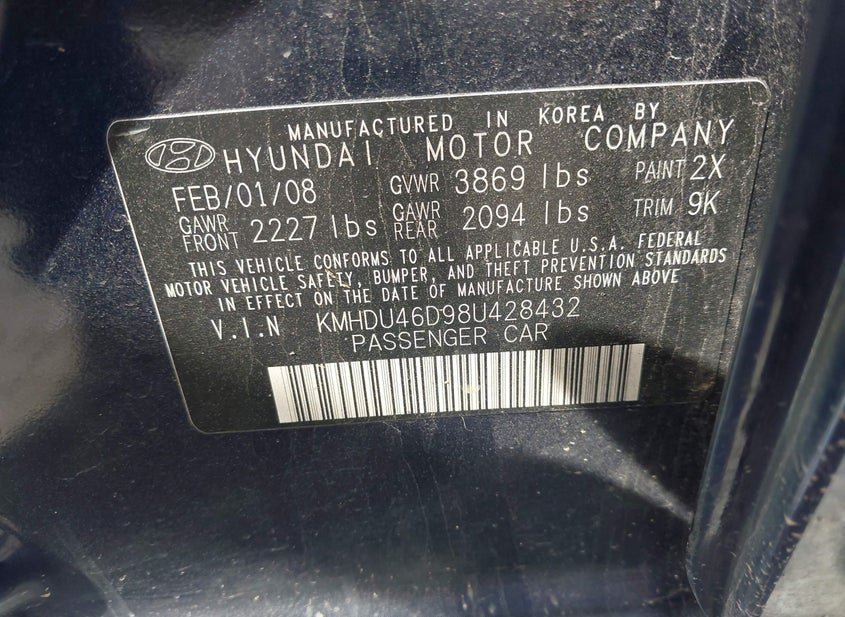 MANUFACTURED IN KOREA BY
HYUNDAI MOTOR COMPANY
FEB/01/08 GVWR 3869 lbs PAINT 2X
GAWR FRONT 2227 lbs GAWR REAR 2094 lbs TRIM 9K
THIS VEHICLE CONFORMS TO ALL APPLICABLE U.S.A. FEDERAL
MOTOR VEHICLE SAFETY, BUMPER, AND THEFT PREVENTION STANDARDS
IN EFFECT ON THE DATE OF MANUFACTURE SHOWN ABOVE
V.I.N KMHDU46D98U428432
PASSENGER CAR